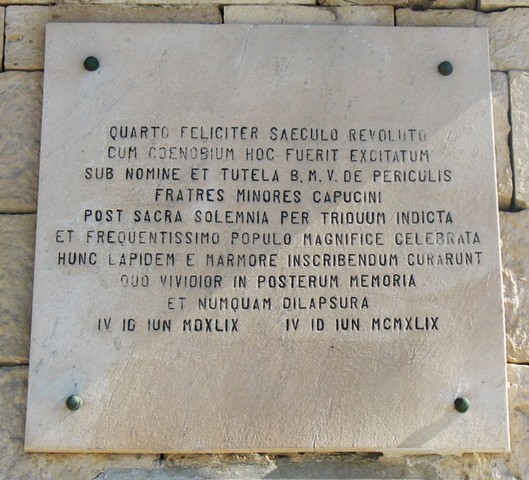 QUARTO FELICITER SAECULO REVOLUTO
CUM COENOBIUM HOC FUERIT EXCITATUM
SUB NOMINE ET TUTELA B.M.V. DE PERICULIS
FRATRES MINORES CAPUCINI
POST SACRA SOLEMNIA PER TRIDUUM INDICTA
ET FREQUENTISSIMO POPULO MAGNIFICE CELEBRATA
HUNC LAPIDEM E MARMORE INSCRIBENDUM CURARUNT
QUO VIVIDIOR IN POSTERUM MEMORIA
ET NUMQUAM DILAPSURA
IV ID IUN MDXLIX IV ID IUN MCMXLIX